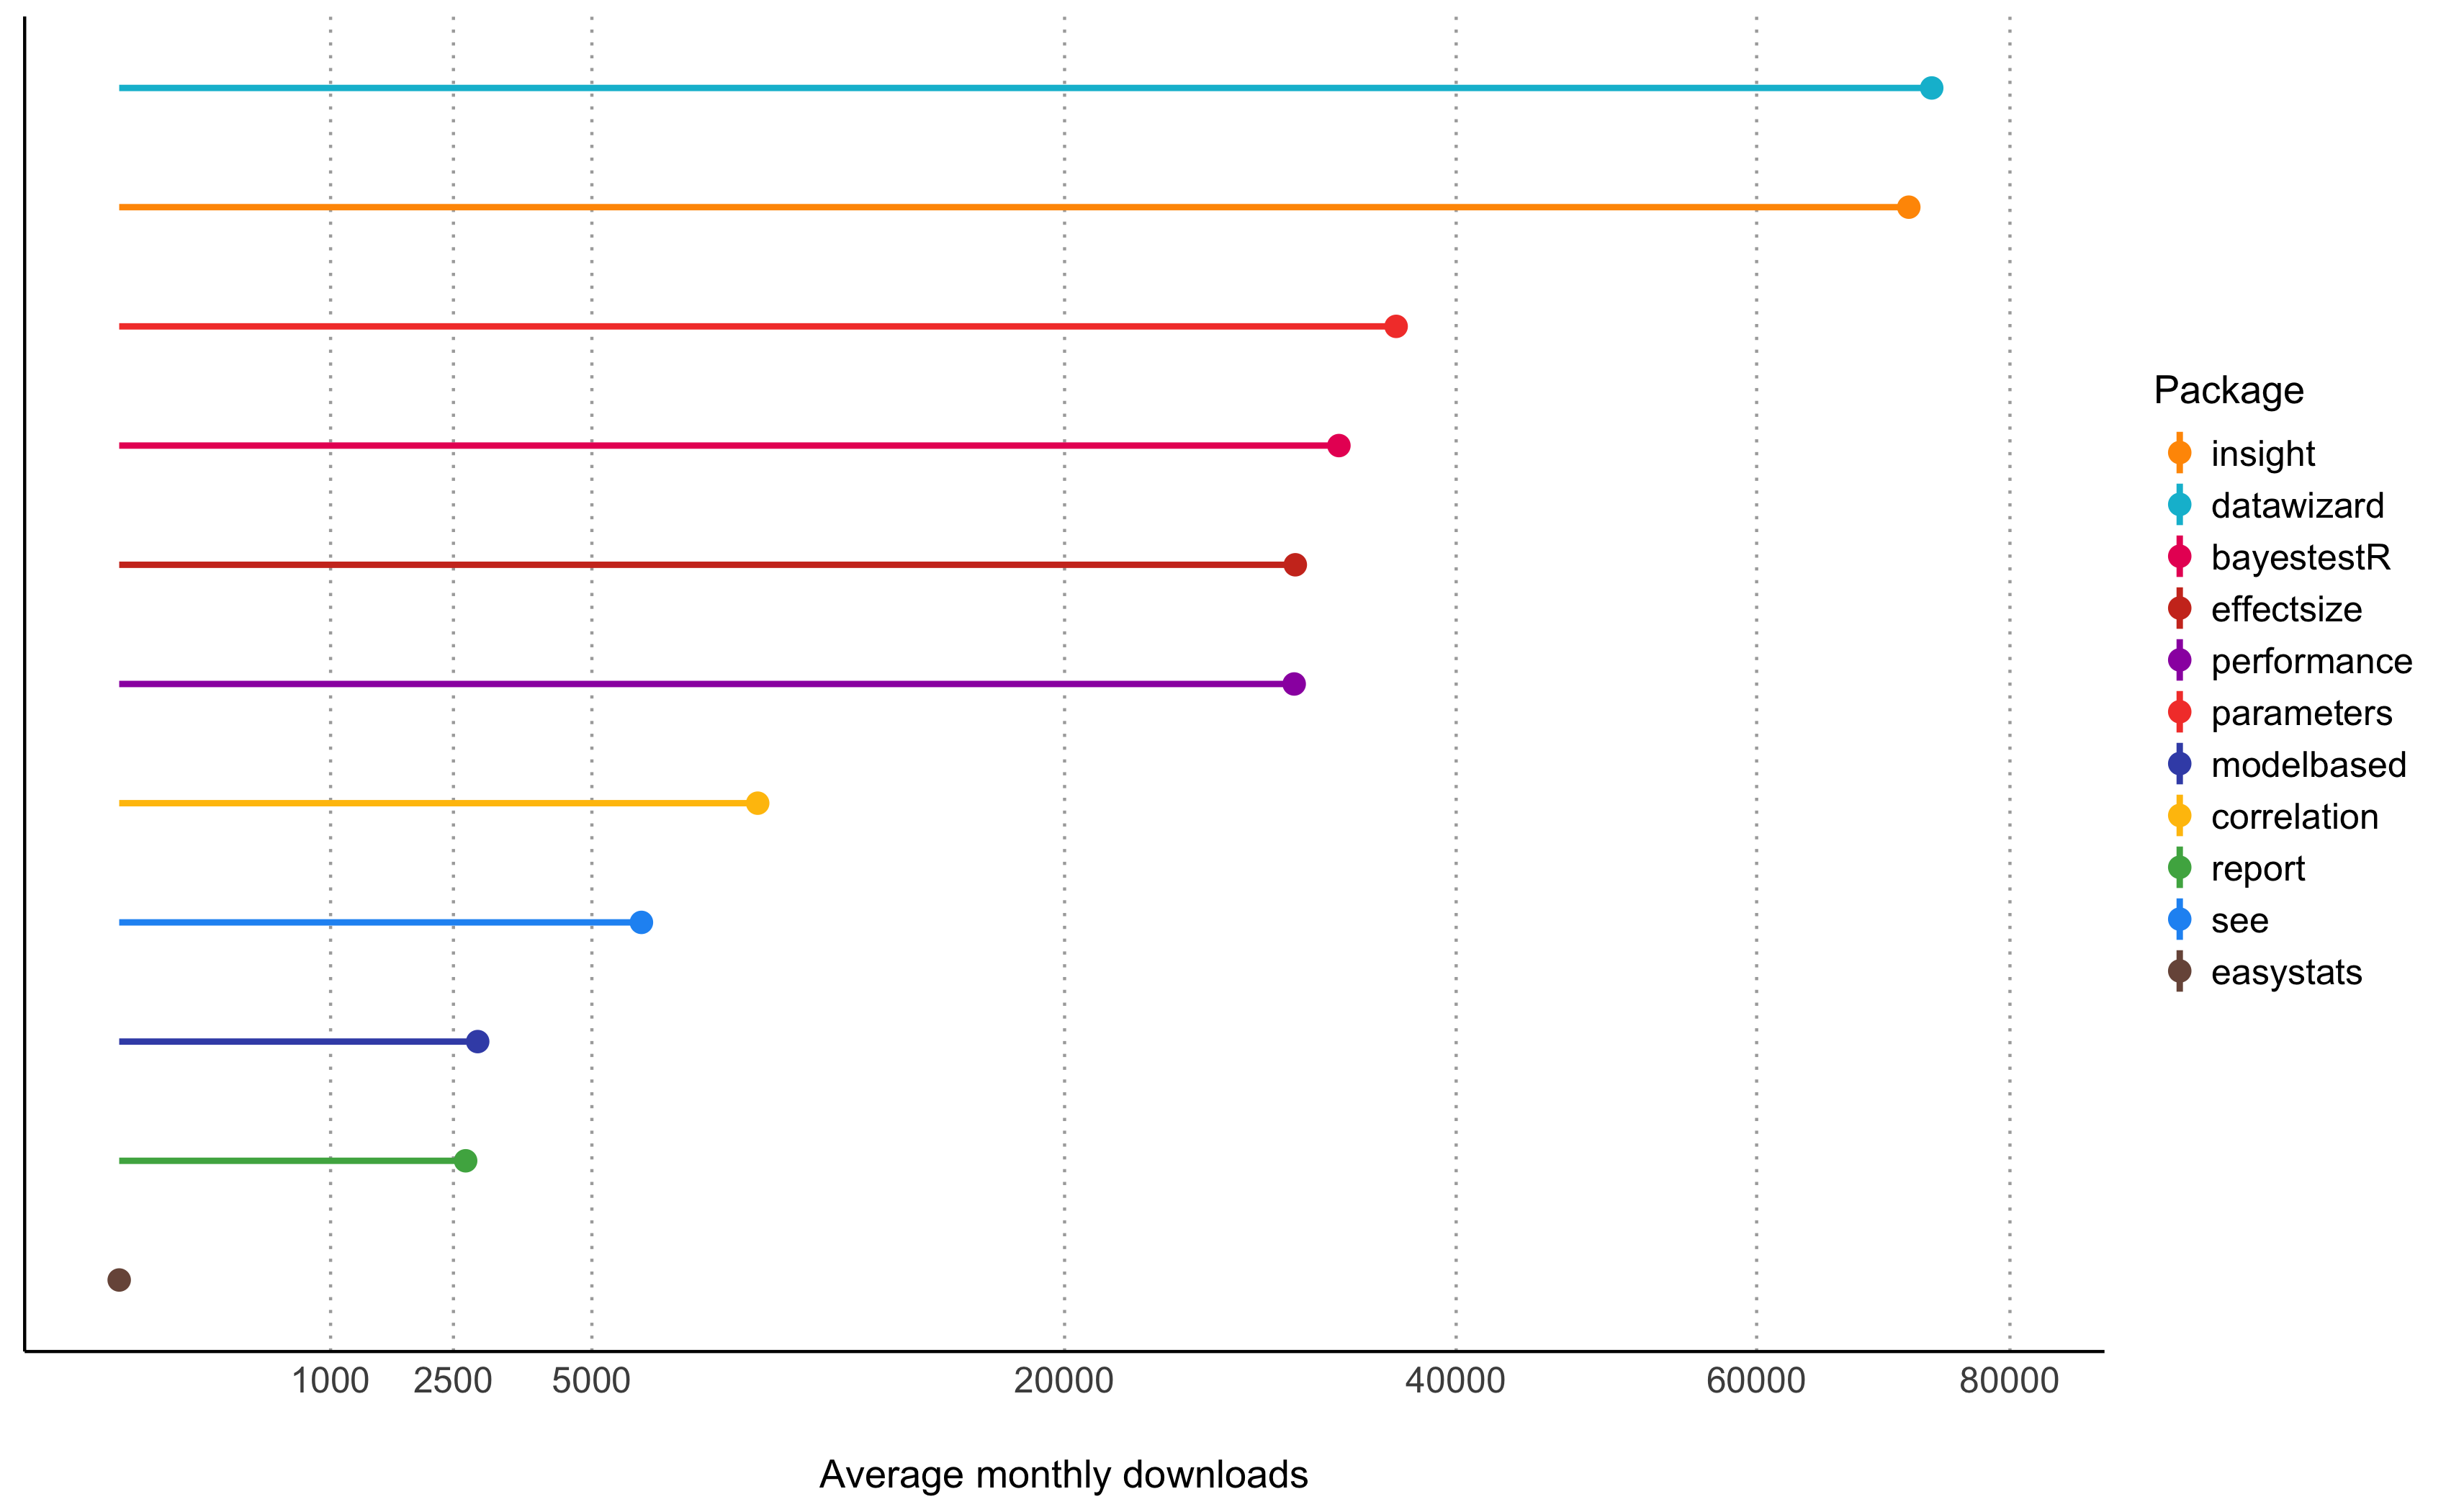 1000 2500 5000 20000 40000 60000 80000
Average monthly downloads
Package
insight
datawizard
bayestestR
effectsize
performance
parameters
modelbased
correlation
report
see
easystats